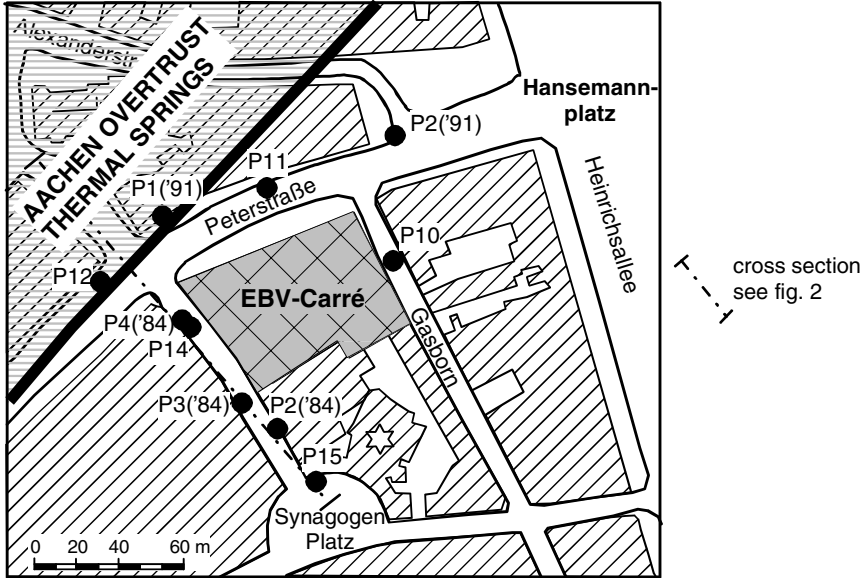 Alexanderstr
AACHEN OVERTRUST
THERMAL SPRINGS
Hansemann-
platz
P2('91)
P11
P1('91)
Peterstraße
Heinrichsallee
P10
P12
EBV-Carré
cross section
see fig. 2
P4('84)
P14
Gasborn
P3('84)
P2('84)
P15
Synagogen
Platz
0 20 40 60 m